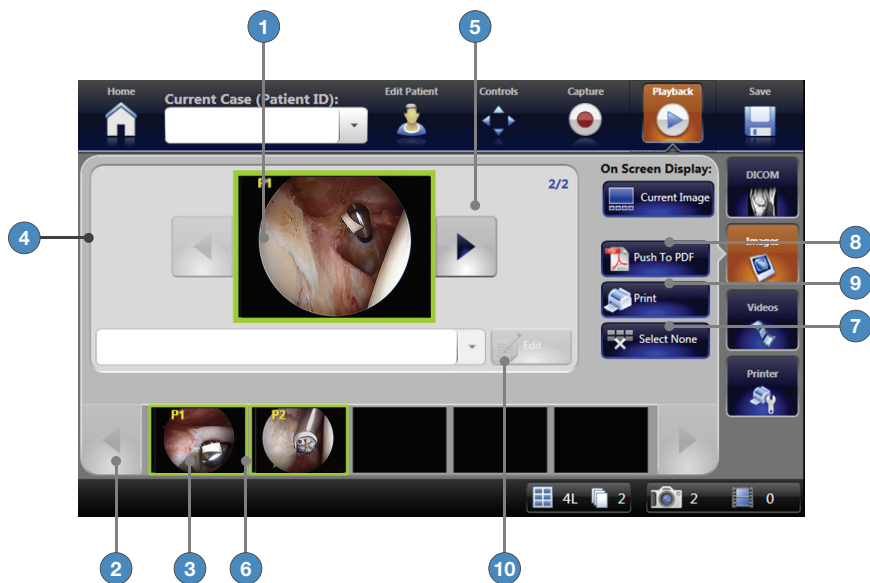 1
5
Home
Current Case (Patient ID):
Edit Patient
Controls
Capture
Playback
Save
On Screen Display:
DICOM
P1
2/2
Current Image
4
8
Images
Push To PDF
9
Print
Videos
7
Select None
Edit
Printer
P1
P2
4L
2
2
0
2
3
6
10